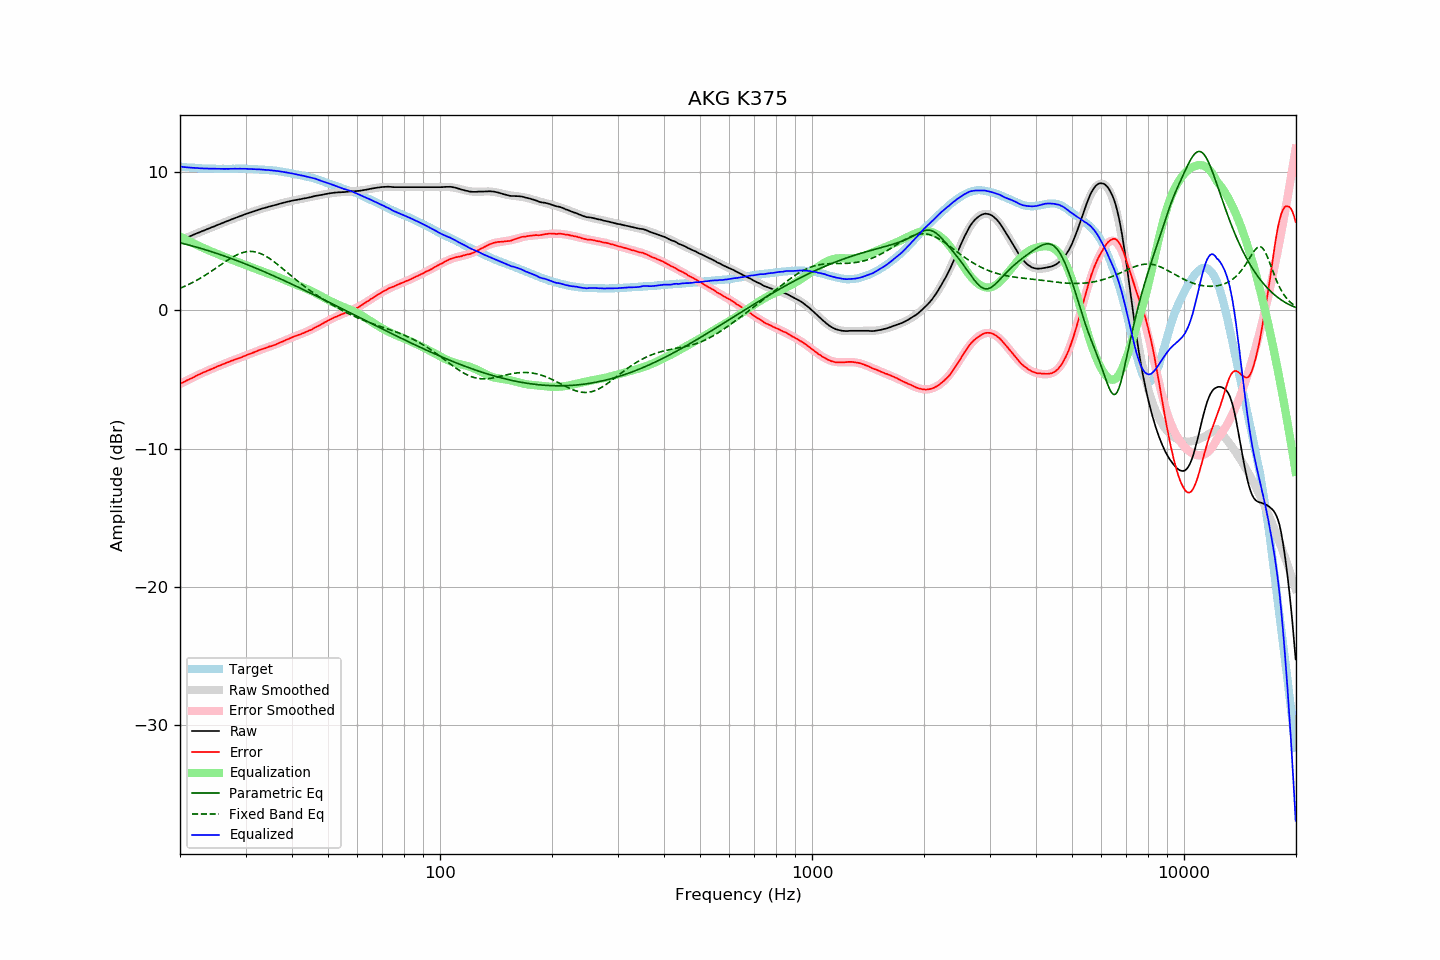 AKG K375
10
0
−10
−20
−30
Amplitude (dBr)
Target
Raw Smoothed
Error Smoothed
Raw
Error
Equalization
Parametric Eq
Fixed Band Eq
Equalized
100
1000
10000
Frequency (Hz)